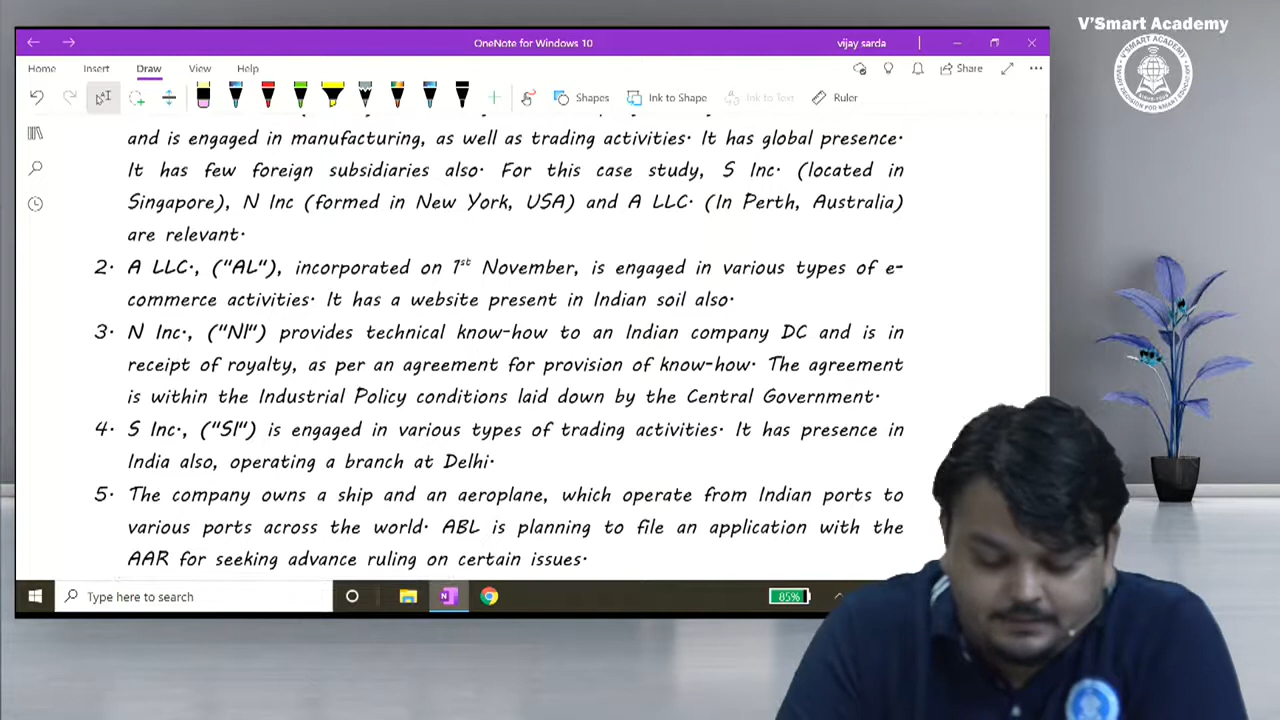 V'Smart Academy
OneNote for Windows 10
vijay sarda
Home Insert Draw View Help
Share
Shapes Ink to Shape Ink to Text Ruler
and is engaged in manufacturing, as well as trading activities. It has global presence.
It has few foreign subsidiaries also. For this case study, S Inc. (located in
Singapore), N Inc (formed in New York, USA) and A LLC. (In Perth, Australia)
are relevant.
2. A LLC., ("AL"), incorporated on 1st November, is engaged in various types of e-
commerce activities. It has a website present in Indian soil also.
3. N Inc., ("NI") provides technical know-how to an Indian company DC and is in
receipt of royalty, as per an agreement for provision of know-how. The agreement
is within the Industrial Policy conditions laid down by the Central Government.
4. S Inc., ("SI") is engaged in various types of trading activities. It has presence in
India also, operating a branch at Delhi.
5. The company owns a ship and an aeroplane, which operate from Indian ports to
various ports across the world. ABL is planning to file an application with the
AAR for seeking advance ruling on certain issues.
Type here to search
85%